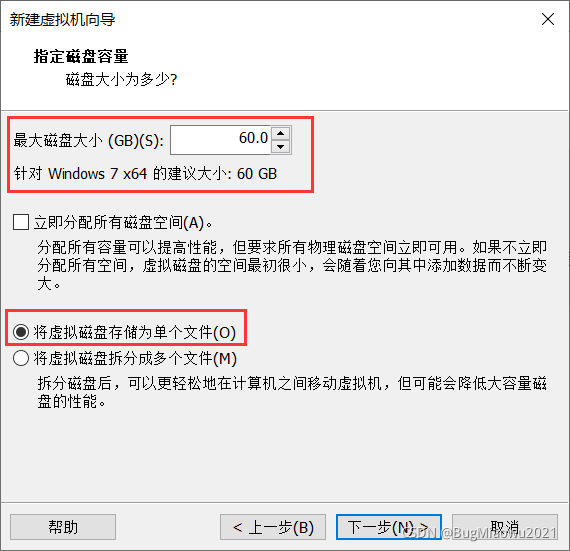 新建虚拟机向导
指定磁盘容量
磁盘大小为多少?
最大磁盘大小 (GB)(S): 60.0
针对 Windows 7 x64 的建议大小: 60 GB
立即分配所有磁盘空间(A)。
分配所有容量可以提高性能，但要求所有物理磁盘空间立即可用。如果不立即
分配所有空间，虚拟磁盘的空间最初很小，会随着您向其中添加数据而不断变
大。
将虚拟磁盘存储为单个文件(O)
将虚拟磁盘拆分成多个文件(M)
拆分磁盘后，可以更轻松地在计算机之间移动虚拟机，但可能会降低大容量磁
盘的性能。
帮助 < 上一步(B) 下一步(N) > 取消
CSDN @BugMiaowu2021